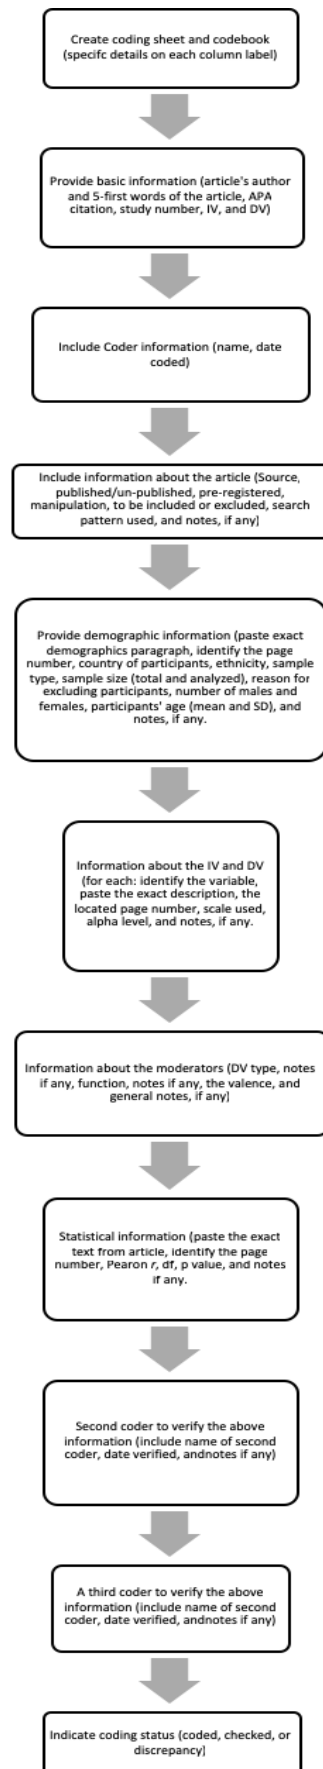 Create coding sheet and codebook
(specifc details on each column label)
Provide basic information (article's author
and 5-first words of the article, APA
citation, study number, IV, and DV)
Include Coder information (name, date
coded)
Include information about the article (Source,
published/un-published, pre-registered,
manipulation, to be included or excluded, search
pattern used, and notes, if any)
Provide demographic information (paste exact
demographics paragraph, identify the page
number, country of participants, ethnicity, sample
type, sample size (total and analyzed), reason for
excluding participants, number of males and
females, participants' age (mean and SD), and
notes, if any.
Information about the IV and DV
(for each: identify the variable,
paste the exact description, the
located page number, scale used,
alpha level, and notes, if any.
Information about the moderators (DV type, notes
if any, function, notes if any, the valence, and
general notes, if any)
Statistical information (paste the exact
text from article, identify the page
number, Pearon r, df, p value, and notes
if any.
Second coder to verify the above
information (include name of second
coder, date verified, andnotes if any)
A third coder to verify the above
information (include name of second
coder, date verified, andnotes if any)
Indicate coding status (coded, checked, or
discrepancy)